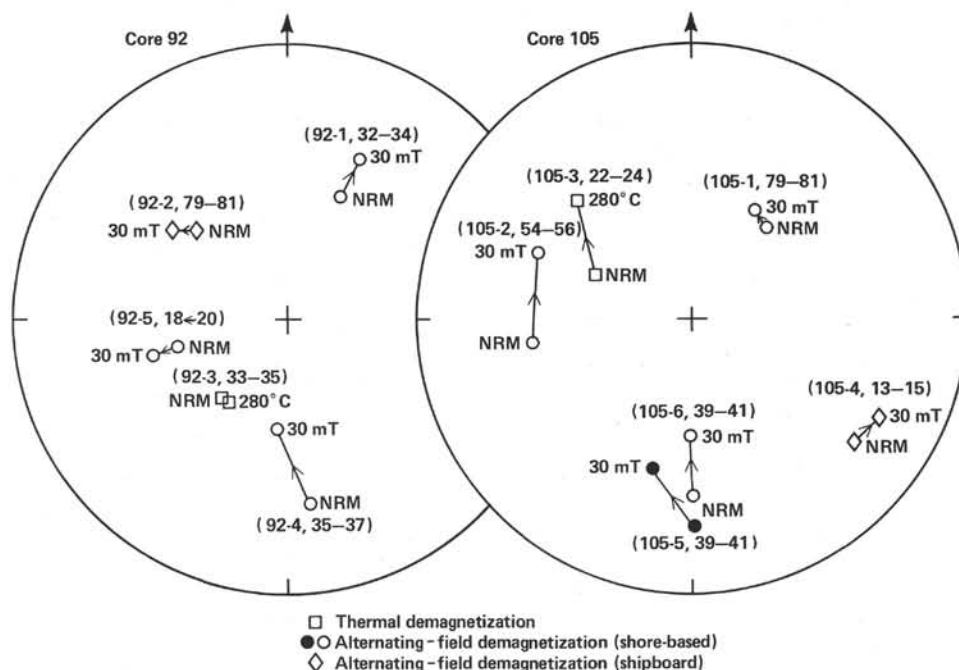 Core 92
(92-1, 32–34)
30 mT
NRM
(92-2, 79–81)
30 mT
NRM
(92-5, 18–20)
30 mT
NRM
(92-3, 33–35)
NRM
280°C
30 mT
NRM
(92-4, 35–37)
Core 105
(105-3, 22–24)
280°C
NRM
(105-1, 79–81)
30 mT
NRM
(105-2, 54–56)
30 mT
NRM
(105-4, 13–15)
30 mT
NRM
(105-6, 39–41)
30 mT
NRM
30 mT
(105-5, 39–41)
Thermal demagnetization
Alternating-field demagnetization (shore-based)
Alternating-field demagnetization (shipboard)